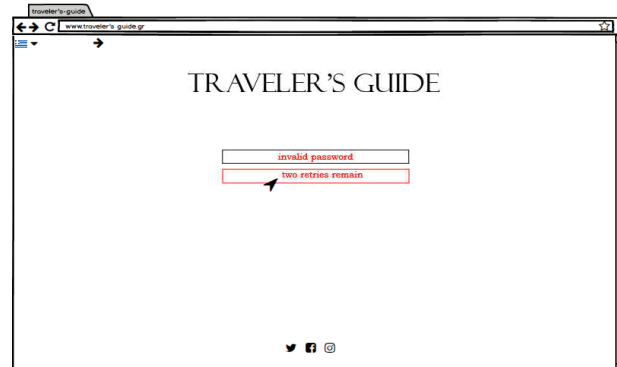 traveler's-guide
www.traveler's guide.gr
TRAVELER'S GUIDE
invalid password
two retries remain